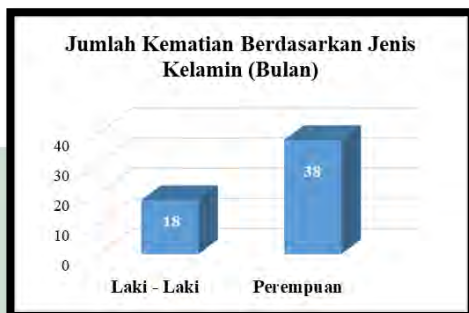 Jumlah Kematian Berdasarkan Jenis
Kelamin (Bulan)
40
30
20
10
0
18
38
Laki - Laki
Perempuan